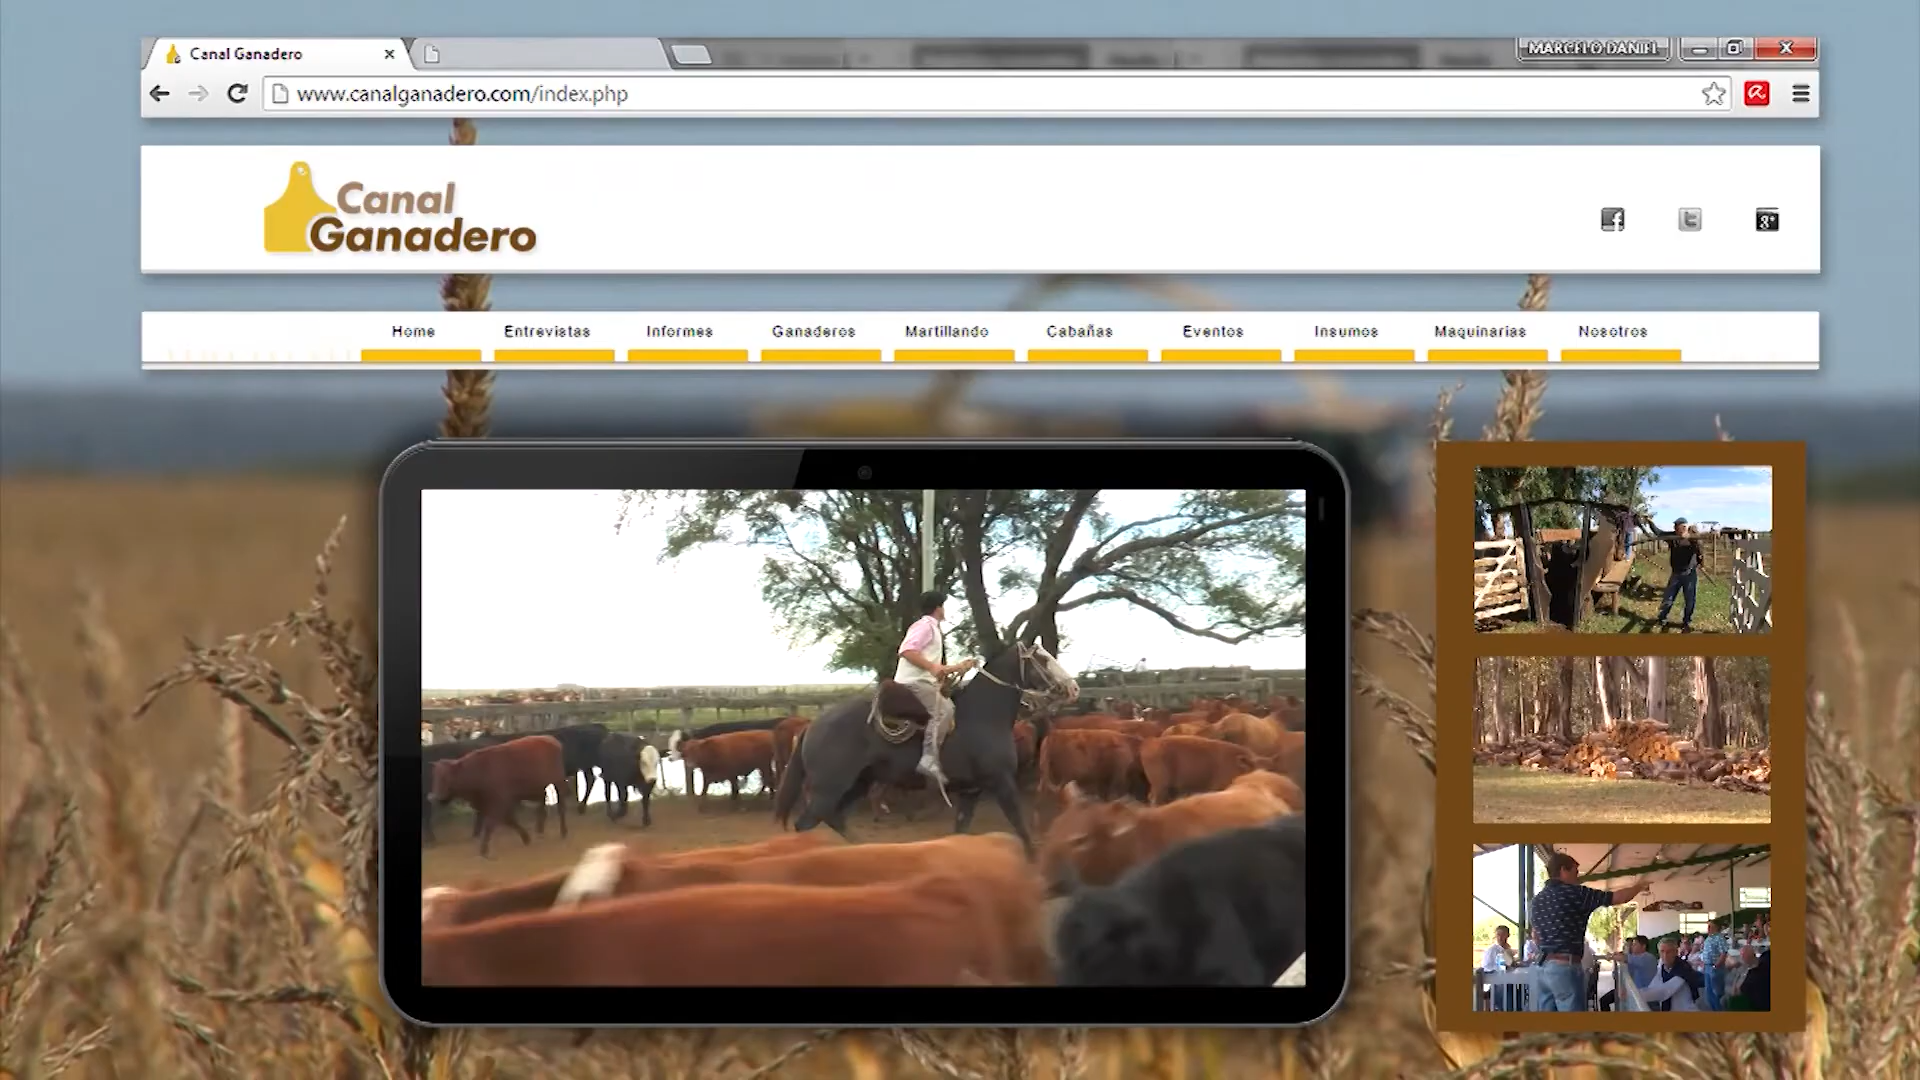 Canal Ganadero
MARCELO DANIEL
www.canalganadero.com/index.php
Canal
Ganadero
Home Entrevistas Informes Ganaderos Martillando Cabañas Eventos Insumos Maquinarias Nosotros